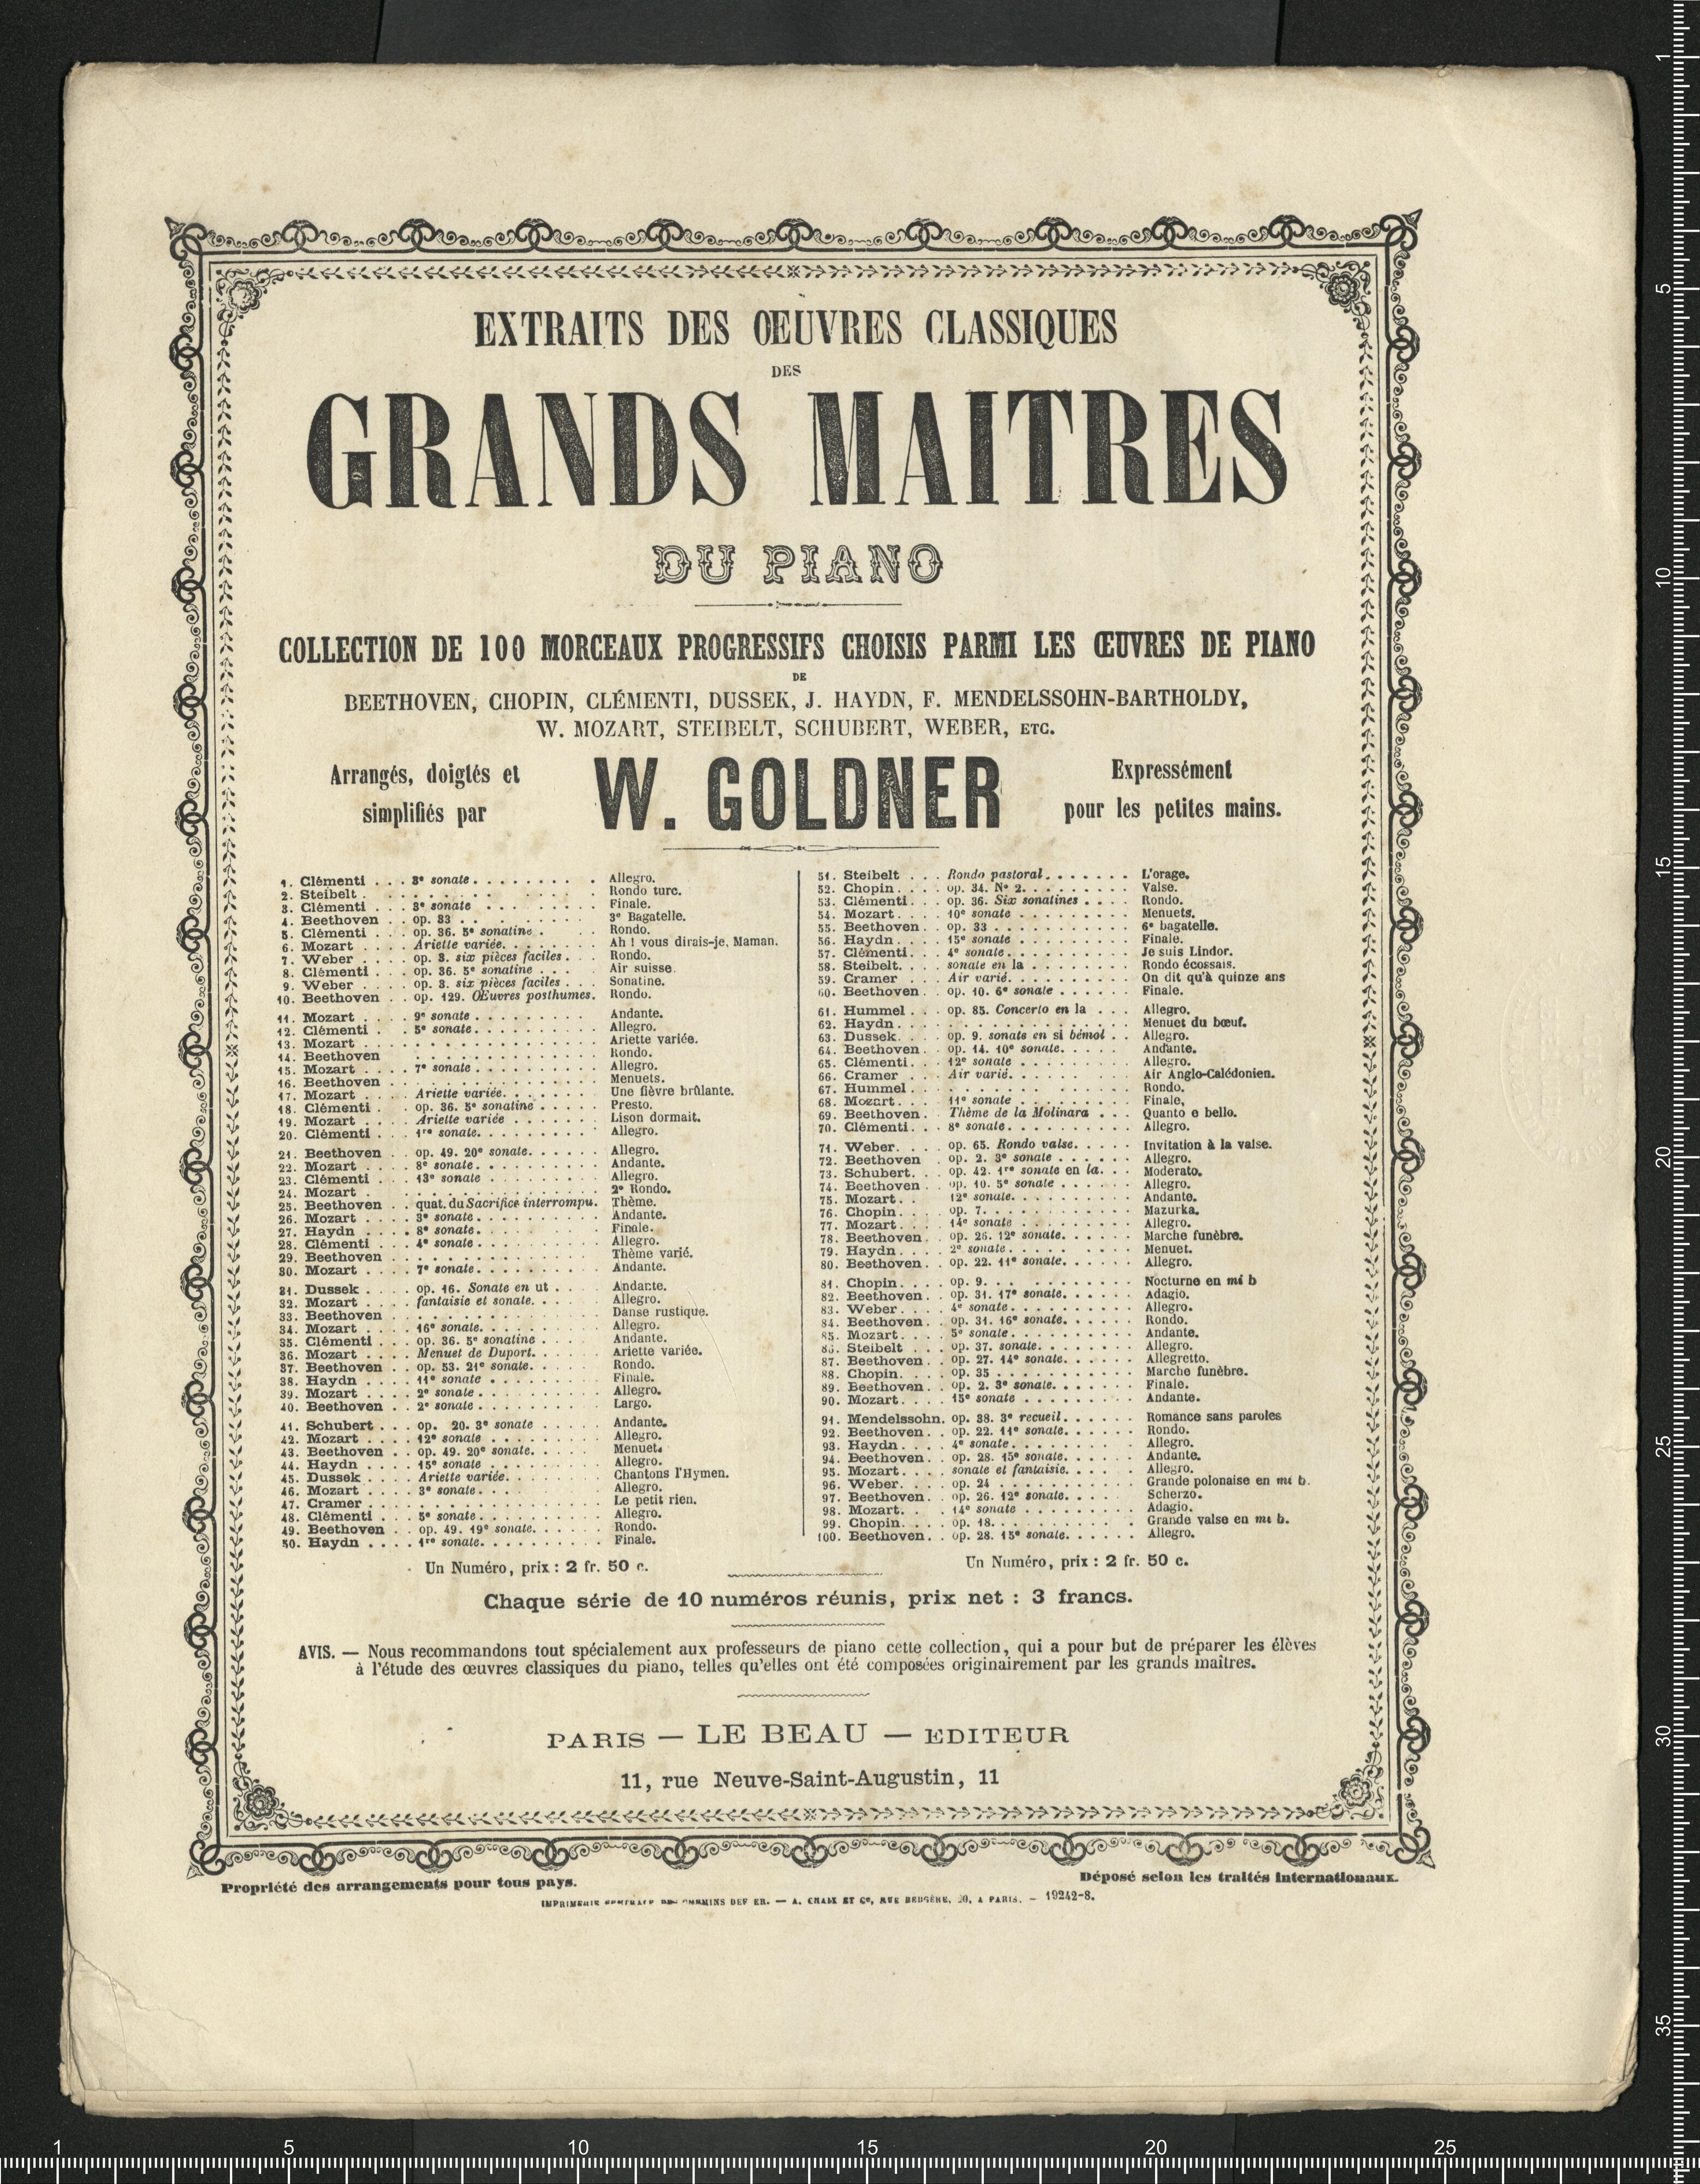 EXTRAITS DES ŒUVRES CLASSIQUES
DES
GRANDS MAITRES
DU PIANO
COLLECTION DE 100 MORCEAUX PROGRESSIFS CHOISIS PARMI LES ŒUVRES DE PIANO
DE
BEETHOVEN, CHOPIN, CLÉMENTI, DUSSEK, J. HAYDN, F. MENDELSSOHN-BARTHOLDY,
W. MOZART, STEIBELT, SCHUBERT, WEBER, ETC.
Arrangés, doigtés et
simplifiés par
W. GOLDNER
Expressément
pour les petites mains.
1. Clémenti . . . 3e sonate . . . . . . . . Allegro.
2. Steibelt . . . . . . . . . . . Rondo turc.
3. Clémenti . . . 3e sonate . . . . . . . . Finale.
4. Beethoven . . op. 33 . . . . . . . . . 3e Bagatelle.
5. Clémenti . . . op. 36. 5e sonatine . . . . Rondo.
6. Mozart . . . . Ariette variée. . . . . . . Ah ! vous dirais-je, Maman.
7. Weber . . . . op. 3. six pièces faciles . . . Rondo.
8. Clémenti . . . op. 36. 5e sonatine . . . Air suisse.
9. Weber . . . . op. 3. six pièces faciles . . . Sonatine.
10. Beethoven . . op. 129. Œuvres posthumes. Rondo.
11. Mozart . . . . 9e sonate . . . . . . . . . Andante.
12. Clémenti . . . 5e sonate . . . . . . . . . Allegro.
13. Mozart . . . . . . . . . . . . . Ariette variée.
14. Beethoven . . . . . . . . . . Rondo.
15. Mozart . . . . 7e sonate . . . . . . . . . Allegro.
16. Beethoven . . . . . . . . . . . Menuets.
17. Mozart . . . . Ariette variée. . . . . . . Une fièvre brûlante.
18. Clémenti . . . op. 36. 5e sonatine . . . . . Presto.
19. Mozart . . . . Ariette variée . . . . . . . Lison dormait.
20. Clémenti . . . 1re sonate. . . . . . . . . Allegro.
21. Beethoven . . op. 49. 20e sonate. . . . . . Allegro.
22. Mozart . . . . 8e sonate . . . . . . . . . Andante.
23. Clémenti . . . 13e sonate . . . . . . . . Allegro.
24. Mozart . . . . . . . . . . . . 2e Rondo.
25. Beethoven . . quat. du Sacrifice interrompu. Thème.
26. Mozart . . . . 3e sonate . . . . . . . . . Andante.
27. Haydn . . . . 8e sonate . . . . . . . . . Finale.
28. Clémenti . . . 4e sonate . . . . . . . . . Allegro.
29. Beethoven . . . . . . . . . . . Thème varié.
30. Mozart . . . . 7e sonate . . . . . . . . . Andante.
31. Dussek . . . . op. 16. Sonate en ut . . . . Andante.
32. Mozart . . . . fantaisie et sonate. . . . . Allegro.
33. Beethoven . . . . . . . . . . . Danse rustique.
34. Mozart . . . . 16e sonate. . . . . . . . . Allegro.
35. Clémenti . . . op. 36. 5e sonatine . . . . Andante.
36. Mozart . . . . Menuet de Duport. . . . . Ariette variée.
37. Beethoven . . op. 53. 21e sonate. . . . . Rondo.
38. Haydn . . . . 11e sonate . . . . . . . . Finale.
39. Mozart . . . . 2e sonate . . . . . . . . . Allegro.
40. Beethoven . . 2e sonate . . . . . . . . . Largo.
41. Schubert . . . op. 20. 3e sonate . . . . . Andante.
42. Mozart . . . . 12e sonate . . . . . . . . Allegro.
43. Beethoven . . op. 49. 20e sonate. . . . . Menuet.
44. Haydn . . . . 15e sonate . . . . . . . . Allegro.
45. Dussek . . . . Ariette variée. . . . . . . Chantons l'Hymen.
46. Mozart . . . . 3e sonate . . . . Allegro.
47. Cramer . . . . . . . . . . . . Le petit rien.
48. Clémenti . . . 5e sonate . . . . . . . . . Allegro.
49. Beethoven . . op. 49. 19e sonate. . . . . . Rondo.
50. Haydn . . . . 1re sonate. . . . . . . . . Finale.
Un Numéro, prix : 2 fr. 50 c.
51. Steibelt . . . Rondo pastoral . . . . . . . L'orage.
52. Chopin. . . . op. 34. No 2. . . . . . . . Valse.
53. Clémenti. . . op. 36. Six sonatines . . . . Rondo.
54. Mozart. . . . 10e sonate . . . . . . . . Menuets.
55. Beethoven. . op. 33 . . . . . . . . . . 6e bagatelle.
56. Haydn . . . . 15e sonate . . . . . . . . Finale.
57. Clémenti. . . 4e sonate . . . . . . . . . Je suis Lindor.
58. Steibelt. . . . sonate en la . . . . . . . . Rondo écossais.
59. Cramer . . . Air varié. . . . . . . . . . On dit qu'à quinze ans
60. Beethoven . . op. 10. 6e sonate . . . . . . Finale.
61. Hummel . . . op. 85. Concerto en la . . . Allegro.
62. Haydn . . . . . . . . . . . . . Menuet du bœuf.
63. Dussek. . . . op. 9. sonate en si bémol . . Allegro.
64. Beethoven. . op. 14. 10e sonate. . . . . Andante.
65. Clémenti. . . 12e sonate . . . . . . . . Allegro.
66. Cramer . . . Air varié. . . . . . . . . Air Anglo-Calédonien.
67. Hummel . . . . . . . . . . . . Rondo.
68. Mozart. . . . 11e sonate . . . . . . . . Finale.
69. Beethoven. . Thème de la Molinara . . . Quanto e bello.
70. Clémenti. . . 8e sonate . . . . . . . . . Allegro.
71. Weber. . . . op. 65. Rondo valse. . . . . Invitation à la valse.
72. Beethoven . . op. 2. 3e sonate . . . . . . Allegro.
73. Schubert. . . op. 42. 1re sonate en la. . . Moderato.
74. Beethoven . . op. 10. 5e sonate . . . . . . Allegro.
75. Mozart. . . . 12e sonate. . . . . . . . . Andante.
76. Chopin. . . . op. 7. . . . . . . . . . . Mazurka.
77. Mozart. . . . 14e sonate . . . . . . . . Allegro.
78. Beethoven. . op. 26. 12e sonate. . . . . . Marche funèbre.
79. Haydn . . . . 2e sonate . . . . . . . . . Menuet.
80. Beethoven. . op. 22. 11e sonate. . . . . . Allegro.
81. Chopin. . . . op. 9. . . . . . . . . . . Nocturne en mi b
82. Beethoven. . op. 31. 17e sonate. . . . . . Adagio.
83. Weber . . . . 4e sonate . . . . . . . . . Allegro.
84. Beethoven. . op. 31. 16e sonate. . . . . . Rondo.
85. Mozart. . . . 5e sonate . . . . . . . . . Andante.
86. Steibelt . . . op. 37. sonate. . . . . . . . Allegro.
87. Beethoven. . op. 27. 14e sonate. . . . . . Allegretto.
88. Chopin. . . . op. 35 . . . . . . . . . . Marche funèbre.
89. Beethoven. . op. 2. 3e sonate. . . . . . . Finale.
90. Mozart. . . . 15e sonate . . . . . . . . Andante.
91. Mendelssohn. op. 38. 3e recueil. . . . . . Romance sans paroles
92. Beethoven. . op. 22. 11e sonate. . . . . . Rondo.
93. Haydn . . . . 4e sonate . . . . . . . . . Allegro.
94. Beethoven. . op. 28. 15e sonate. . . . . . Andante.
95. Mozart. . . . sonate et fantaisie. . . . . Allegro.
96. Weber. . . . op. 24 . . . . . . . . . . Grande polonaise en mi b.
97. Beethoven. . op. 26. 12e sonate. . . . . . Scherzo.
98. Mozart. . . . 14e sonate . . . . . . . . Adagio.
99. Chopin. . . . op. 18. . . . . . . . . . Grande valse en mi b.
100. Beethoven. . op. 28. 15e sonate. . . . . . Allegro.
Un Numéro, prix : 2 fr. 50 c.
Chaque série de 10 numéros réunis, prix net : 3 francs.
AVIS. — Nous recommandons tout spécialement aux professeurs de piano cette collection, qui a pour but de préparer les élèves
à l'étude des œuvres classiques du piano, telles qu'elles ont été composées originairement par les grands maîtres.
PARIS — LE BEAU — EDITEUR
11, rue Neuve-Saint-Augustin, 11
Propriété des arrangements pour tous pays.
Déposé selon les traités internationaux.
IMPRIMERIE CENTRALE DES CHEMINS DE FER. — A. CHAIX ET Ce, RUE BERGÈRE, 20, A PARIS. — 19242-8.
1
5
10
15
20
25
30
35
1 5 10 15 20 25